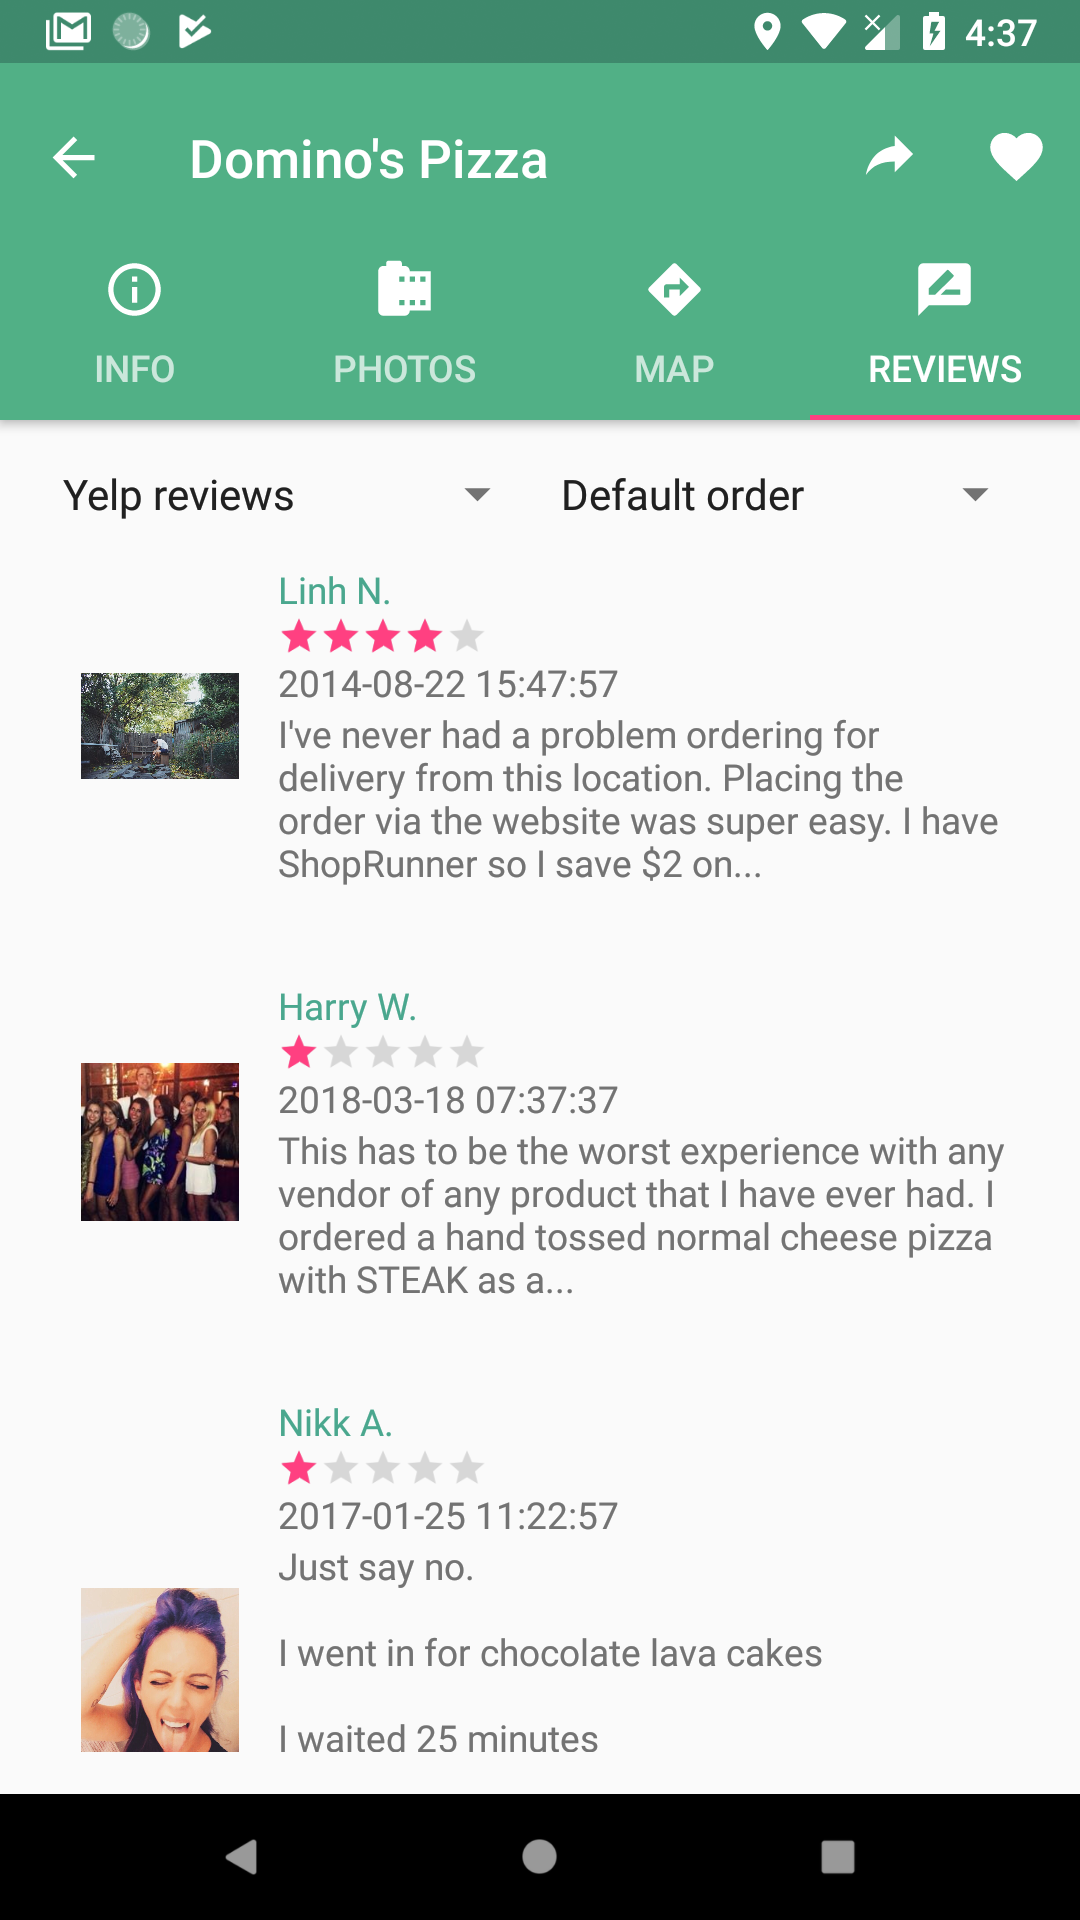 4:37
Domino's Pizza
INFO
PHOTOS
MAP
REVIEWS
Yelp reviews
Default order
Linh N.
2014-08-22 15:47:57
I've never had a problem ordering for
delivery from this location. Placing the
order via the website was super easy. I have
ShopRunner so I save $2 on...
Harry W.
2018-03-18 07:37:37
This has to be the worst experience with any
vendor of any product that I have ever had. I
ordered a hand tossed normal cheese pizza
with STEAK as a...
Nikk A.
2017-01-25 11:22:57
Just say no.
I went in for chocolate lava cakes
I waited 25 minutes